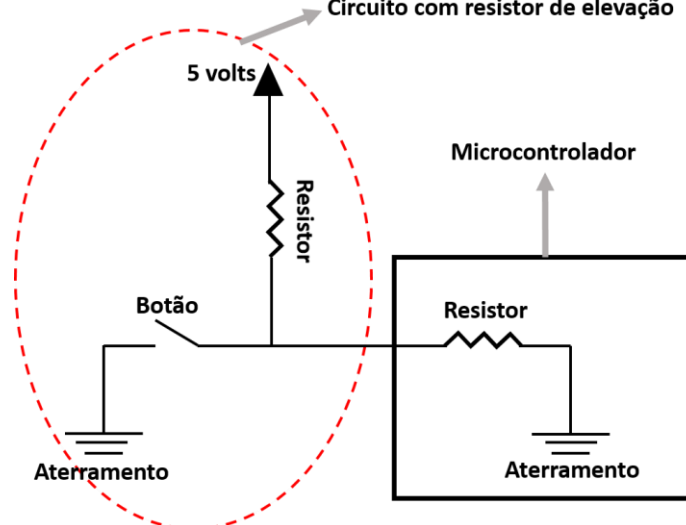 Circuito com resistor de elevação
5 volts
Microcontrolador
Resistor
Botão
Resistor
Aterramento
Aterramento